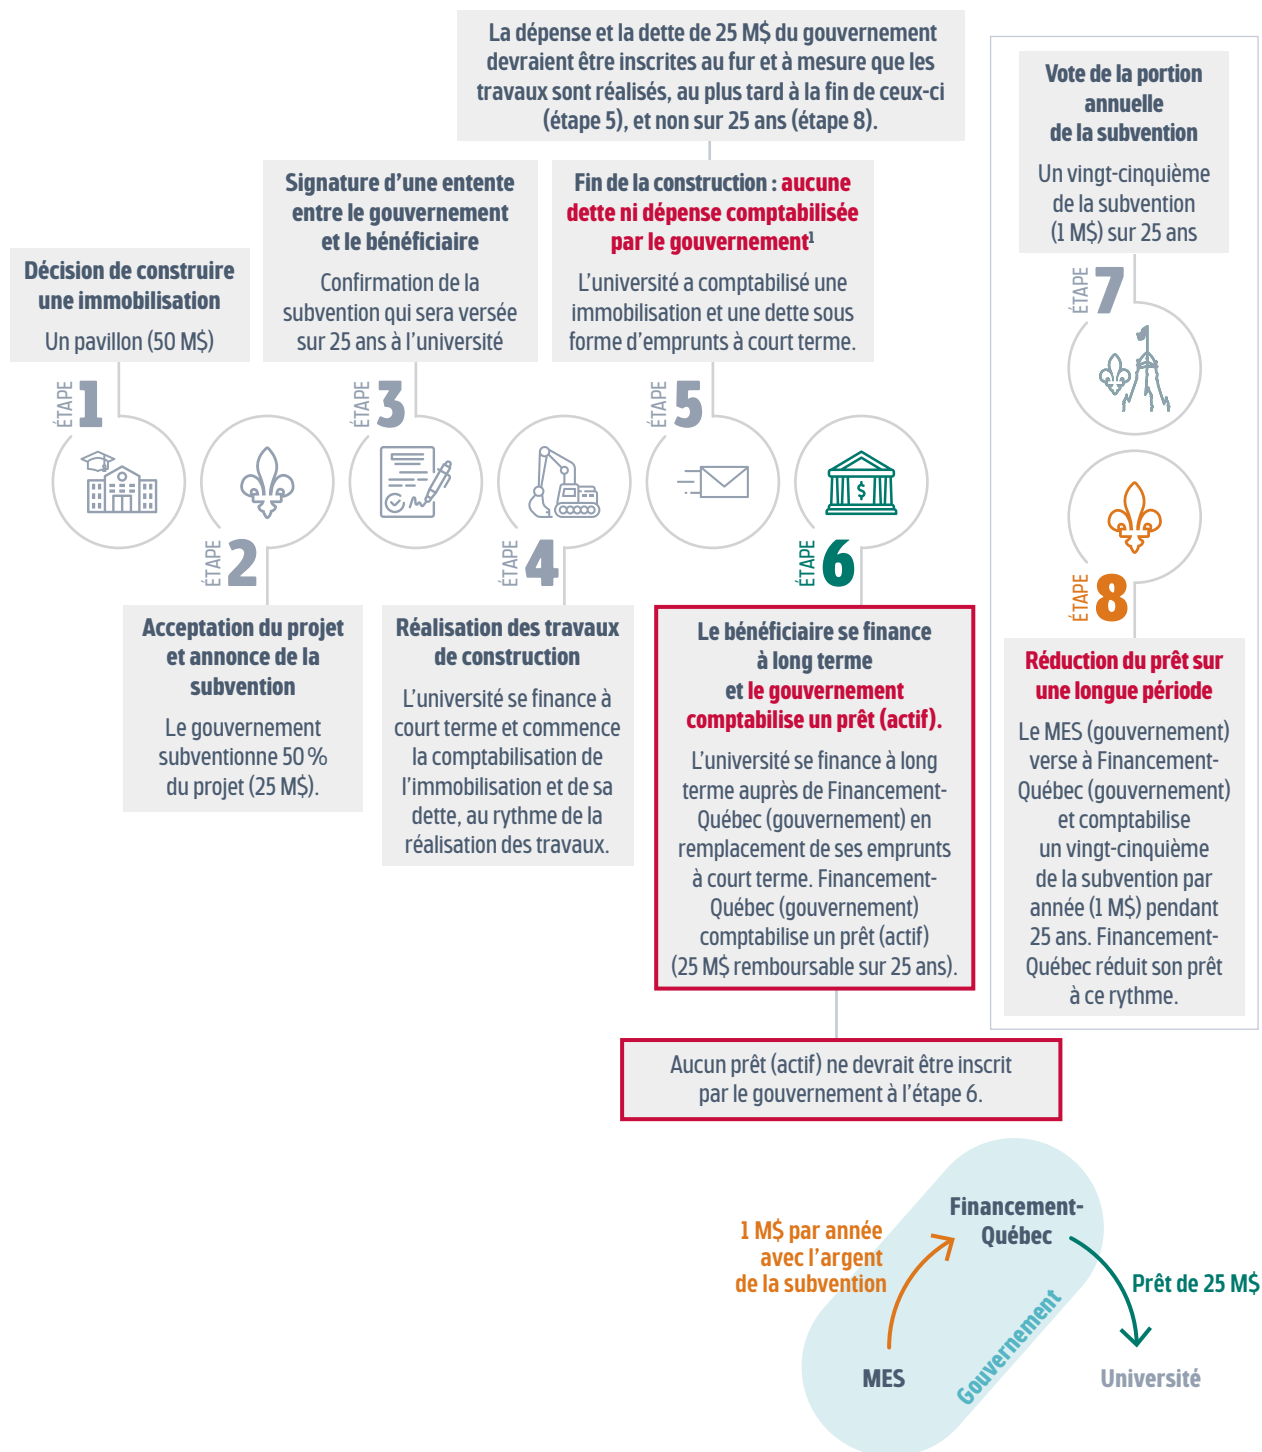 La dépense et la dette de 25 M$ du gouvernement
devraient être inscrites au fur et à mesure que les
travaux sont réalisés, au plus tard à la fin de ceux-ci
(étape 5), et non sur 25 ans (étape 8).
Décision de construire
une immobilisation
Un pavillon (50 M$)
ÉTAPE 1
ÉTAPE 2
Acceptation du projet
et annonce de la
subvention
Le gouvernement
subventionne 50 %
du projet (25 M$).
Signature d’une entente
entre le gouvernement
et le bénéficiaire
Confirmation de la
subvention qui sera versée
sur 25 ans à l’université
ÉTAPE 3
ÉTAPE 4
Réalisation des travaux
de construction
L’université se finance à
court terme et commence
la comptabilisation de
l’immobilisation et de sa
dette, au rythme de la
réalisation des travaux.
Fin de la construction : aucune
dette ni dépense comptabilisée
par le gouvernement¹
L’université a comptabilisé une
immobilisation et une dette sous
forme d’emprunts à court terme.
ÉTAPE 5
$
ÉTAPE 6
Le bénéficiaire se finance
à long terme
et le gouvernement
comptabilise un prêt (actif).
L’université se finance à long
terme auprès de Financement-
Québec (gouvernement) en
remplacement de ses emprunts
à court terme. Financement-
Québec (gouvernement)
comptabilise un prêt (actif)
(25 M$ remboursable sur 25 ans).
Aucun prêt (actif) ne devrait être inscrit
par le gouvernement à l’étape 6.
Vote de la portion
annuelle
de la subvention
Un vingt-cinquième
de la subvention
(1 M$) sur 25 ans
ÉTAPE 7
ÉTAPE 8
Réduction du prêt sur
une longue période
Le MES (gouvernement)
verse à Financement-
Québec (gouvernement)
et comptabilise
un vingt-cinquième
de la subvention par
année (1 M$) pendant
25 ans. Financement-
Québec réduit son prêt
à ce rythme.
Financement-
Québec
1 M$ par année
avec l’argent
de la subvention
Prêt de 25 M$
Gouvernement
MES
Université